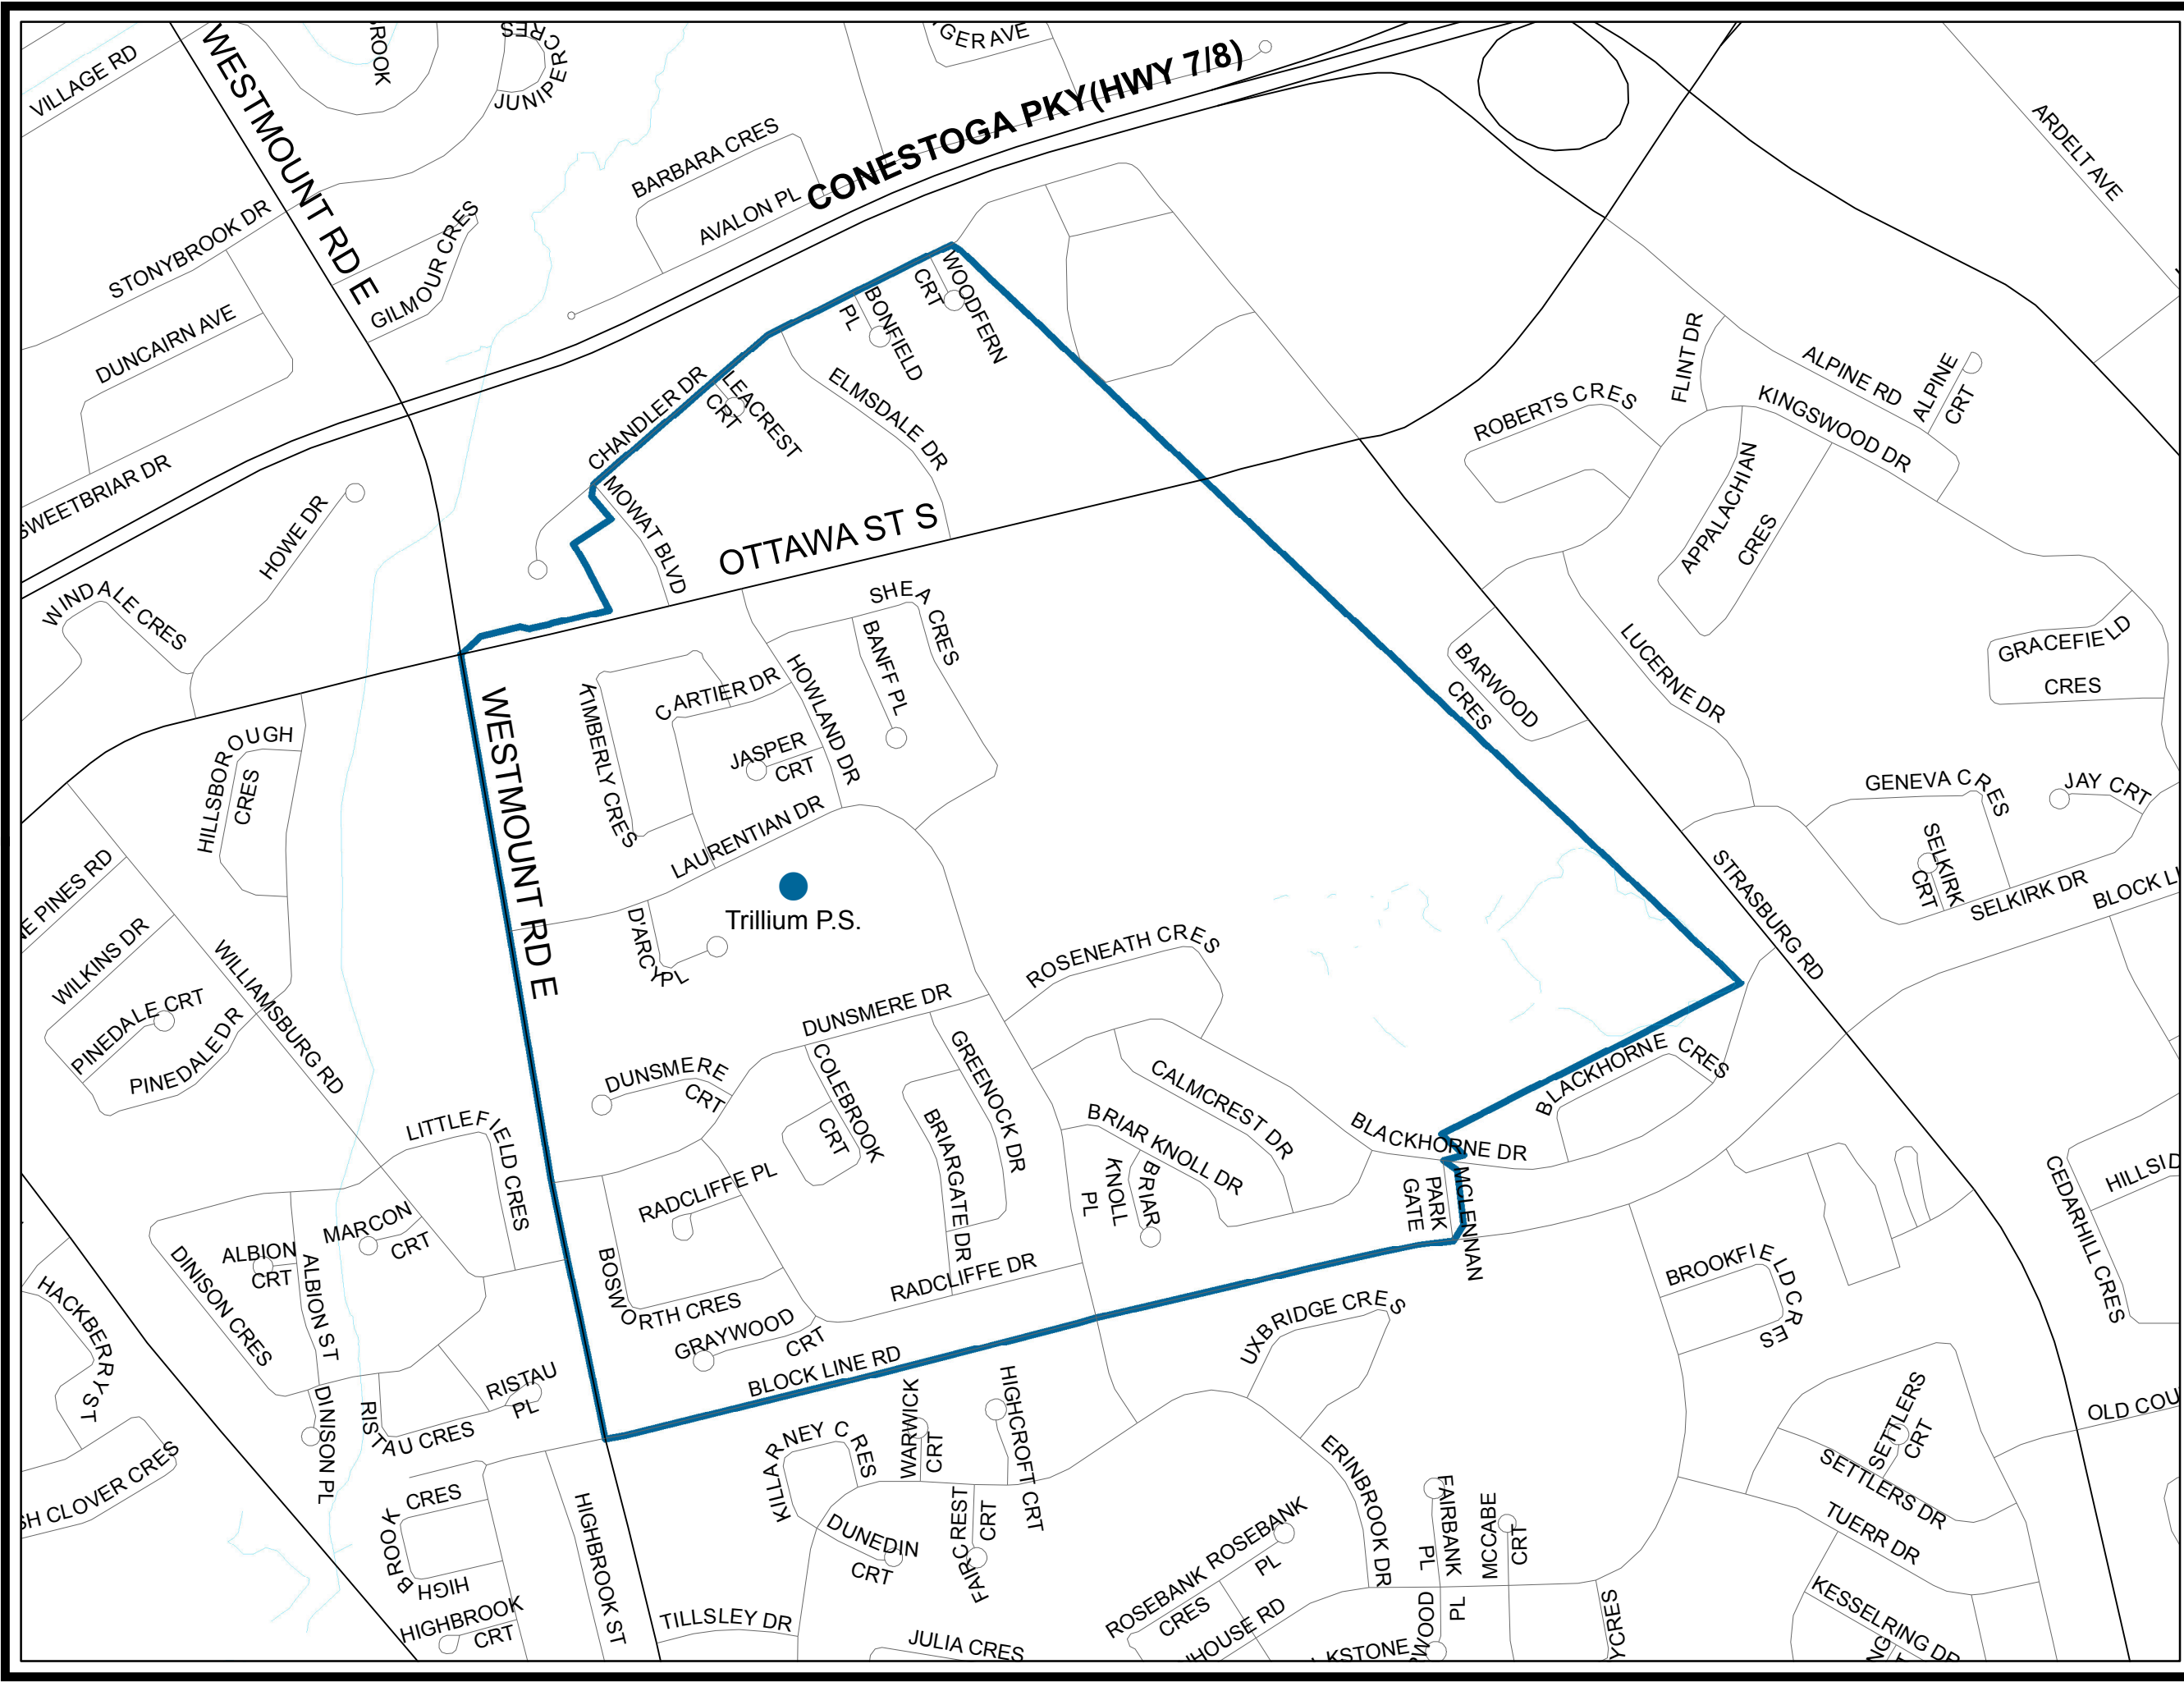 VILLAGE RD
WESTMOUNT RD E
ROOK
JUNIPER CRES
GER AVE
CONESTOGA PKY(HWY 7/8)
ARDELT AVE
BARBARA CRES
AVALON PL
STONYBROOK DR
GILMOUR CRES
DUNCAIRN AVE
SWEETBRIAR DR
WOODFERN
CRT
BONFIELD
PL
CHANDLER DR
LEACREST
CRT
ELMSDALE DR
MOWAT BLVD
OTTAWA ST S
FLINT DR
ALPINE RD
ALPINE
CRT
KINGSWOOD DR
ROBERTS CRES
APPALACHIAN
CRES
HOWE DR
WINDALE CRES
SHEA CRES
BANFF PL
HOWLAND DR
CARTIER DR
KIMBERLY CRES
JASPER
CRT
LAURENTIAN DR
WESTMOUNT RD E
Trillium P.S.
D'ARCY PL
BARWOOD
CRES
LUCERNE DR
GRACEFIELD
CRES
GENEVA CRES
JAY CRT
SELKIRK
CRT
SELKIRK DR
BLOCK LI
STRASBURG RD
HILLSBOROUGH
CRES
NE PINES RD
WILKINS DR
WILLIAMSBURG RD
PINEDALE CRT
PINEDALE DR
ROSENEATH CRES
DUNSMERE DR
DUNSMERE
CRT
COLEBROOK
CRT
GREENOCK DR
BRIARGATE DR
CALMCREST DR
BRIAR KNOLL DR
BRIAR
KNOLL
PL
BLACKHORNE CRES
BLACKHORNE DR
MCLENNAN
PARK
GATE
LITTLEFIELD CRES
RADCLIFFE PL
RADCLIFFE DR
MARCON
CRT
ALBION
CRT
ALBION ST
DINISON CRES
DINISON PL
BOSWORTH CRES
GRAYWOOD
CRT
BLOCK LINE RD
RISTAU
PL
RISTAU CRES
HACKBERRY ST
SH CLOVER CRES
UXBRIDGE CRES
BROOKFIELD CRES
CEDARHILL CRES
HILLSID
OLD COU
SETTLERS
CRT
SETTLERS DR
TUERR DR
KESSELRING DR
KILLARNEY CRES
WARWICK
CRT
HIGHCROFT CRT
FAIRCREST
CRT
DUNEDIN
CRT
ERINBROOK DR
FAIRBANK
PL
MCCABE
CRT
HIGHBROOK
CRES
HIGHBROOK
CRT
HIGHBROOK ST
TILLSLEY DR
JULIA CRES
ROSEBANK ROSEBANK
CRES
PL
HOUSE RD
KSTONE
WOOD
PL
Y CRES
NG